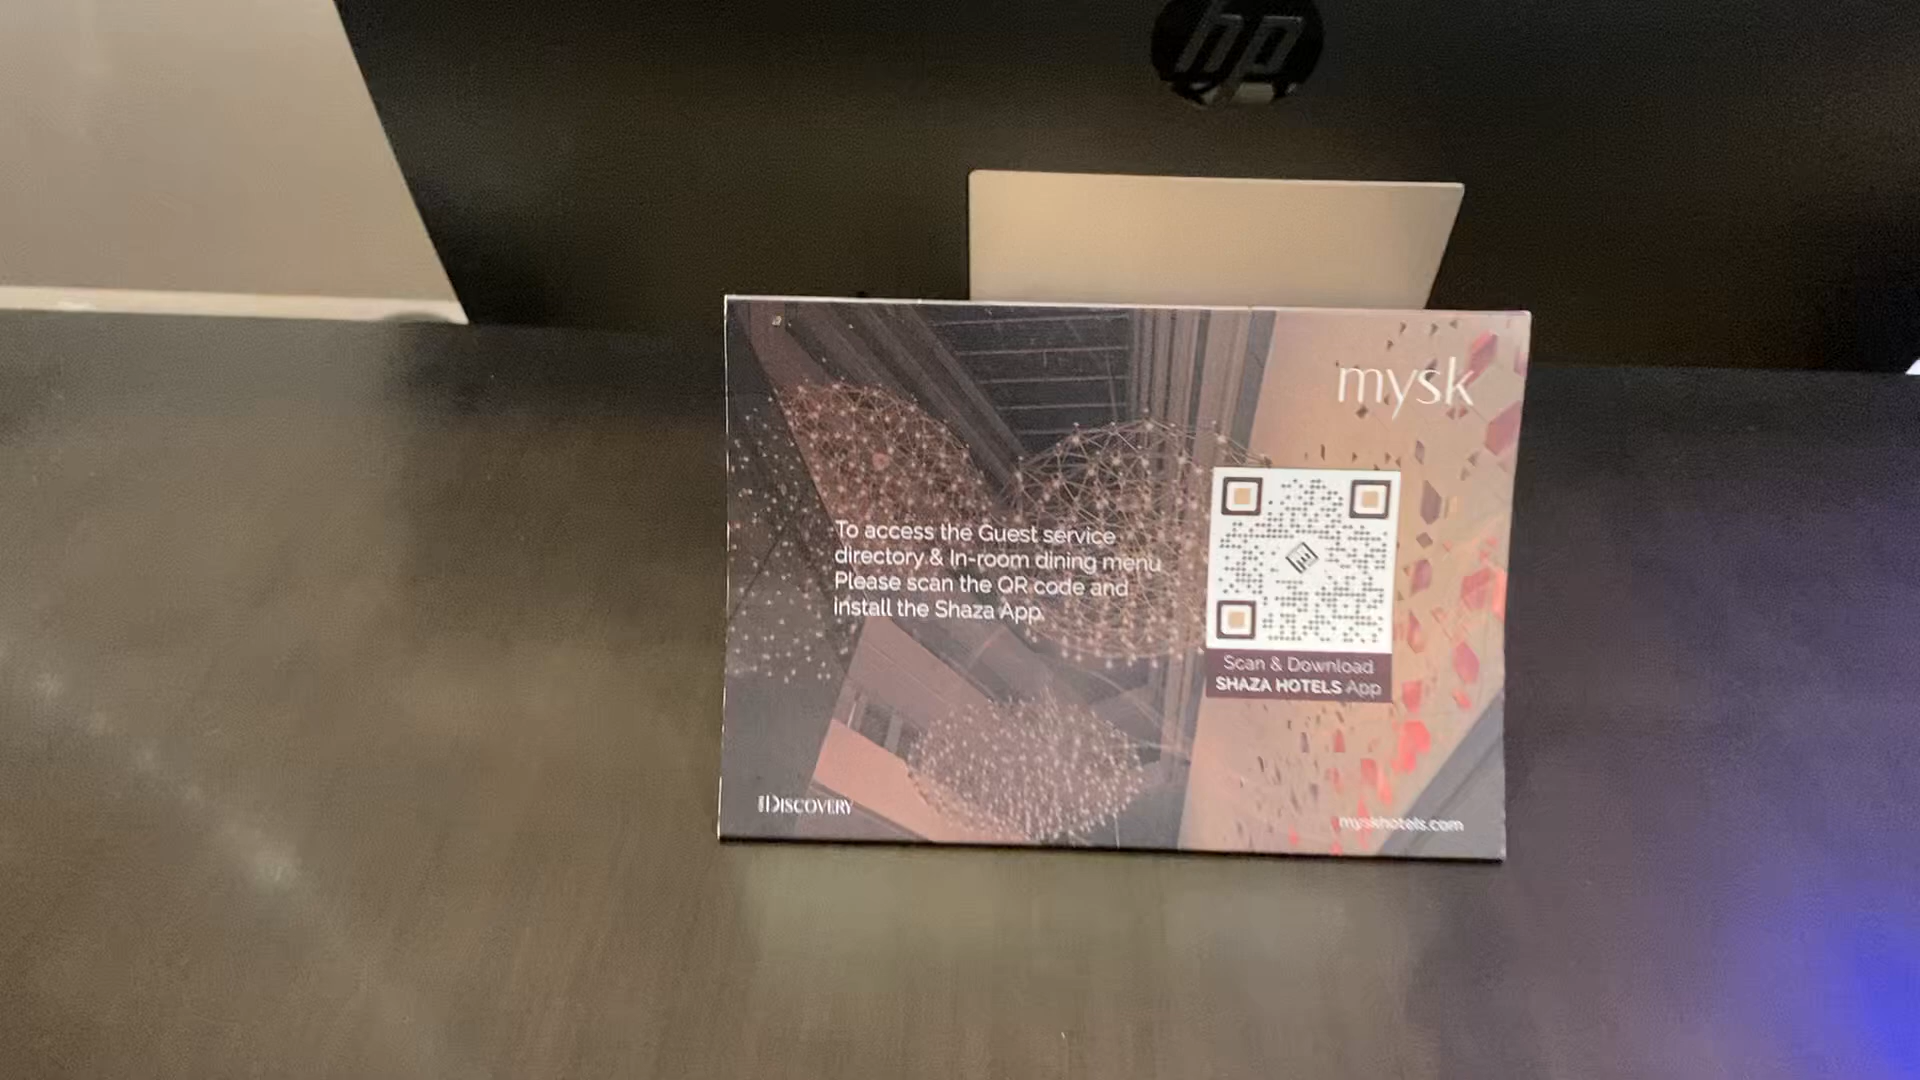 hp
mysk
To access the Guest service
directory & In-room dining menu
Please scan the QR code and
install the Shaza App.
Scan & Download
SHAZA HOTELS App
DISCOVERY
myskhotels.com